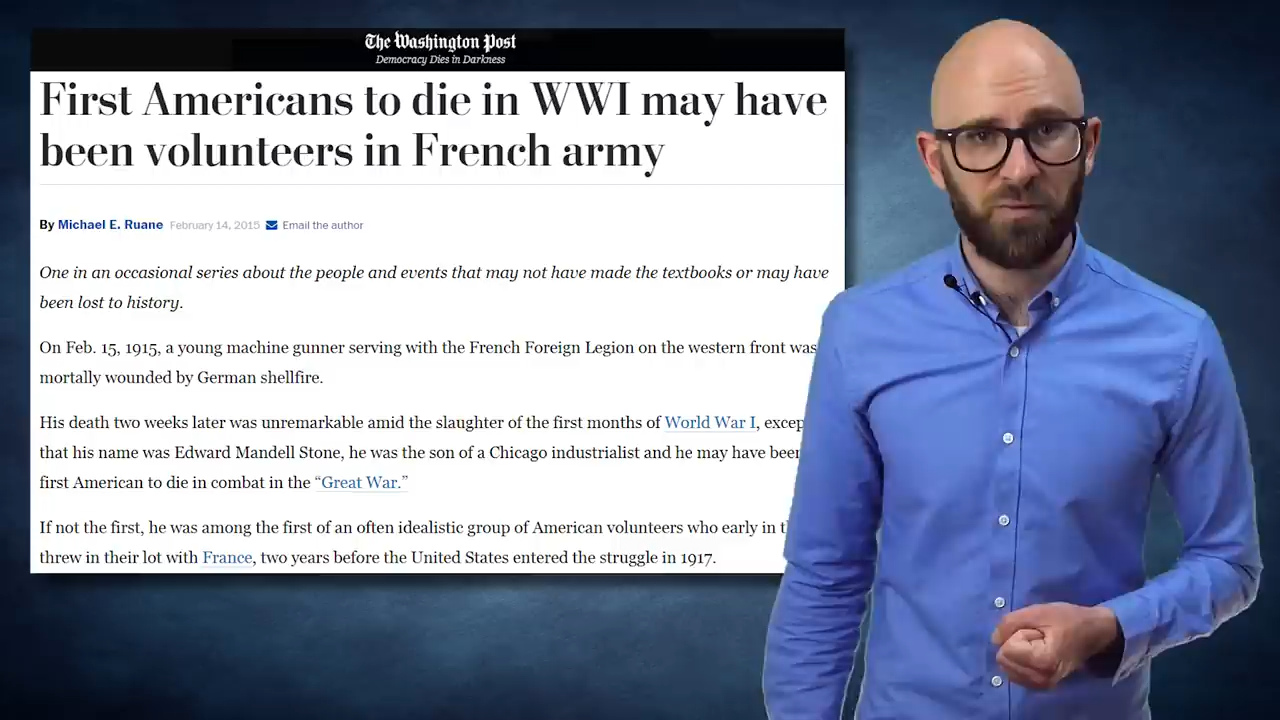 The Washington Post
Democracy Dies in Darkness
First Americans to die in WWI may have
been volunteers in French army
By Michael E. Ruane February 14, 2015 Email the author
One in an occasional series about the people and events that may not have made the textbooks or may have
been lost to history.
On Feb. 15, 1915, a young machine gunner serving with the French Foreign Legion on the western front was
mortally wounded by German shellfire.
His death two weeks later was unremarkable amid the slaughter of the first months of World War I,
that his name was Edward Mandell Stone, he was the son of a Chicago industrialist and he may have
first American to die in combat in the “Great War.”
If not the first, he was among the first of an often idealistic group of American volunteers who early in
threw in their lot with France, two years before the United States entered the struggle in 1917.